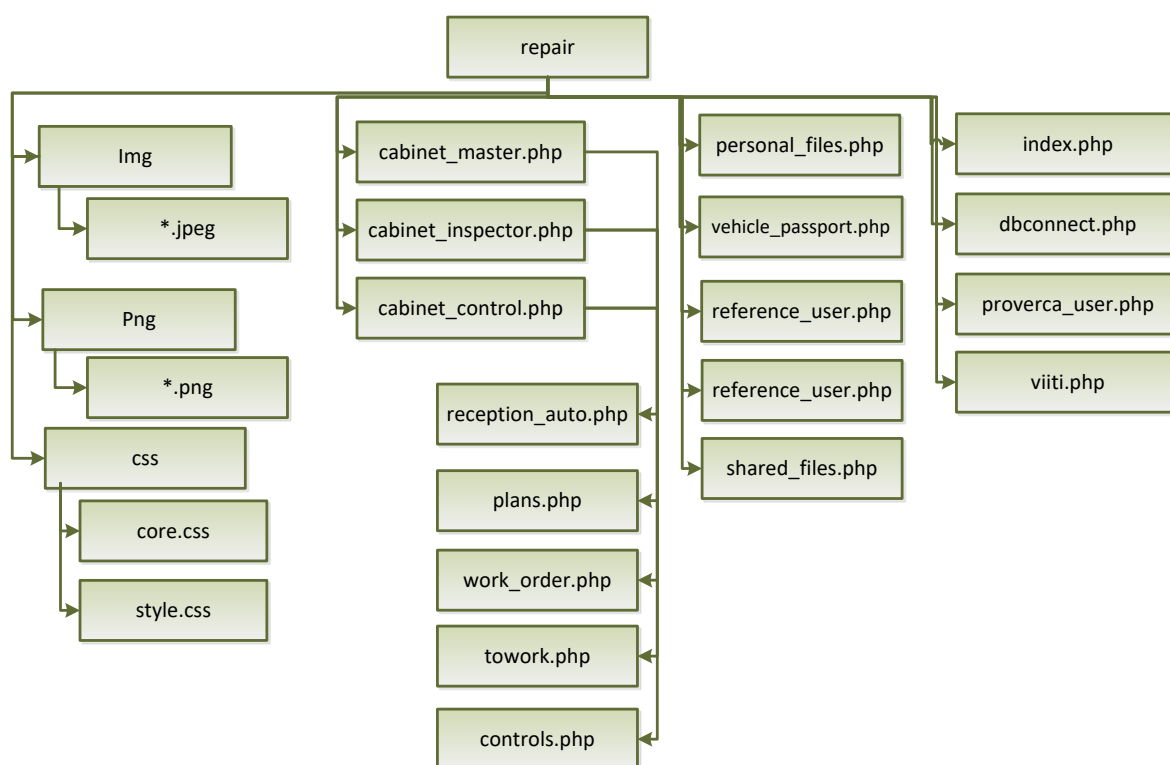 repair
Img
*.jpeg
Png
*.png
css
core.css
style.css
cabinet_master.php
cabinet_inspector.php
cabinet_control.php
reception_auto.php
plans.php
work_order.php
towork.php
controls.php
personal_files.php
vehicle_passport.php
reference_user.php
reference_user.php
shared_files.php
index.php
dbconnect.php
proverca_user.php
viiti.php